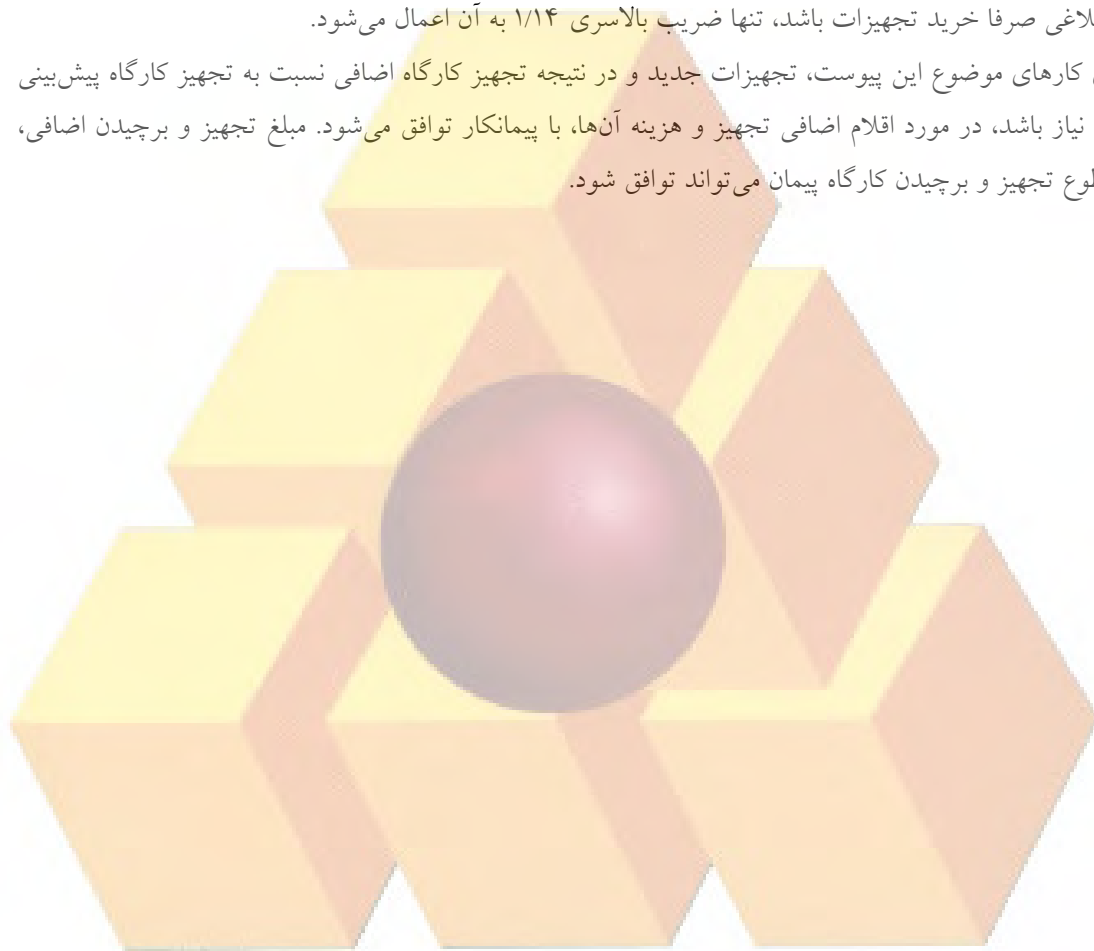 لاغی صرفا خرید تجهیزات باشد، تنها ضریب بالاسری ۱/۱۴ به آن اعمال می‌شود.
کارهای موضوع این پیوست، تجهیزات جدید و در نتیجه تجهیز کارگاه اضافی نسبت به تجهیز کارگاه پیش‌بینی
نیاز باشد، در مورد اقلام اضافی تجهیز و هزینه آن‌ها، با پیمانکار توافق می‌شود. مبلغ تجهیز و برچیدن اضافی،
طوع تجهیز و برچیدن کارگاه پیمان می‌تواند توافق شود.